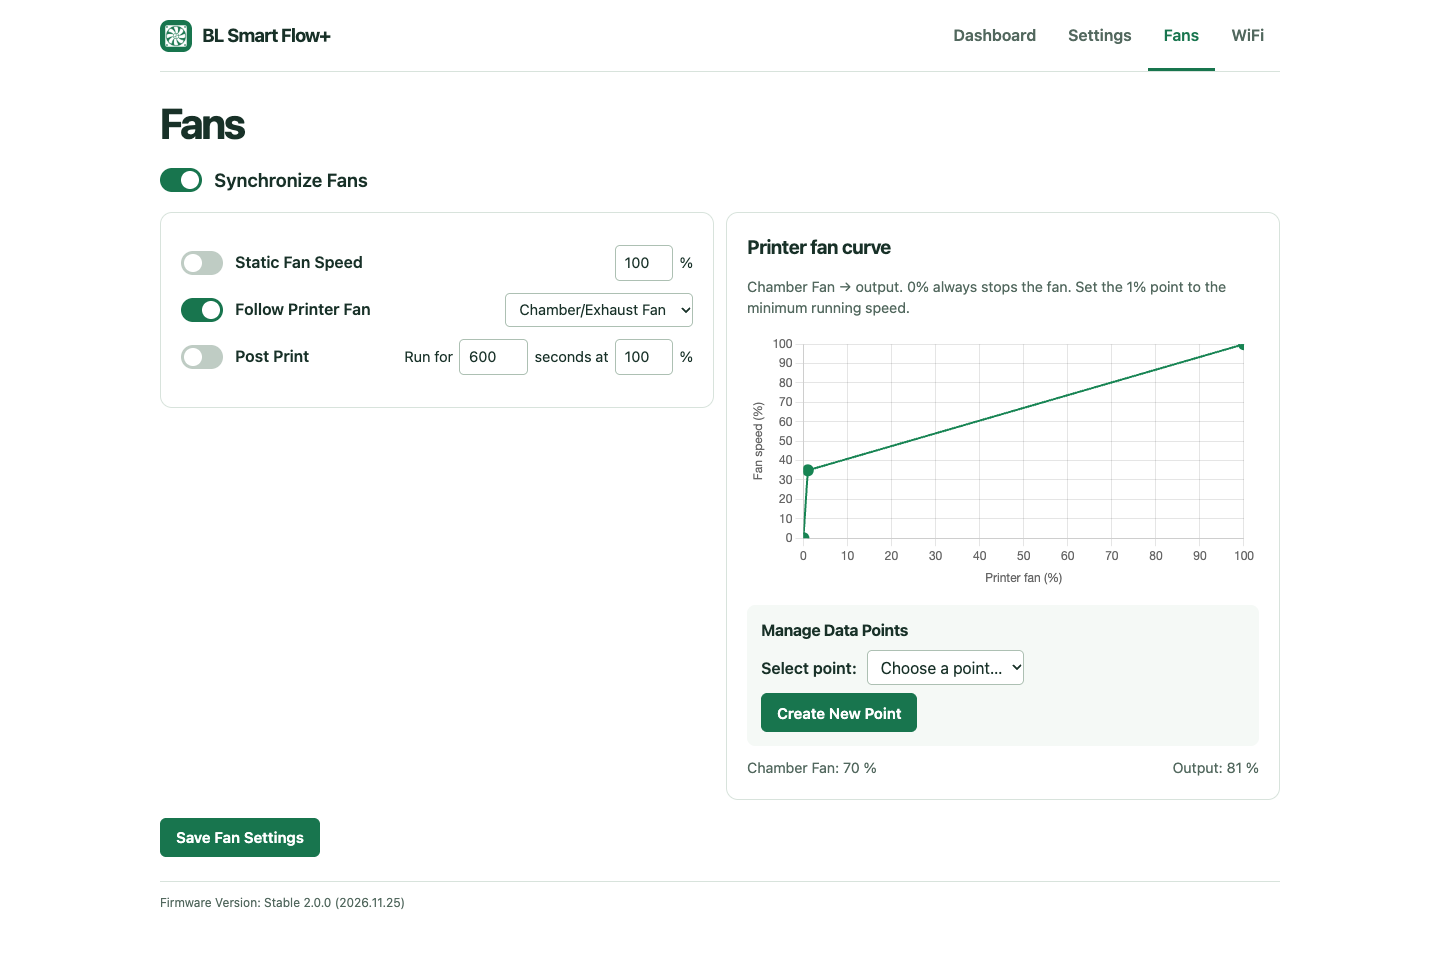 BL Smart Flow+
Dashboard Settings Fans WiFi
Fans
Synchronize Fans
Static Fan Speed 100 %
Follow Printer Fan Chamber/Exhaust Fan
Post Print Run for 600 seconds at 100 %
Printer fan curve
Chamber Fan → output. 0% always stops the fan. Set the 1% point to the
minimum running speed.
100
90
80
70
60
50
40
30
20
10
0
Fan speed (%)
0 10 20 30 40 50 60 70 80 90 100
Printer fan (%)
Manage Data Points
Select point: Choose a point...
Create New Point
Chamber Fan: 70 % Output: 81 %
Save Fan Settings
Firmware Version: Stable 2.0.0 (2026.11.25)